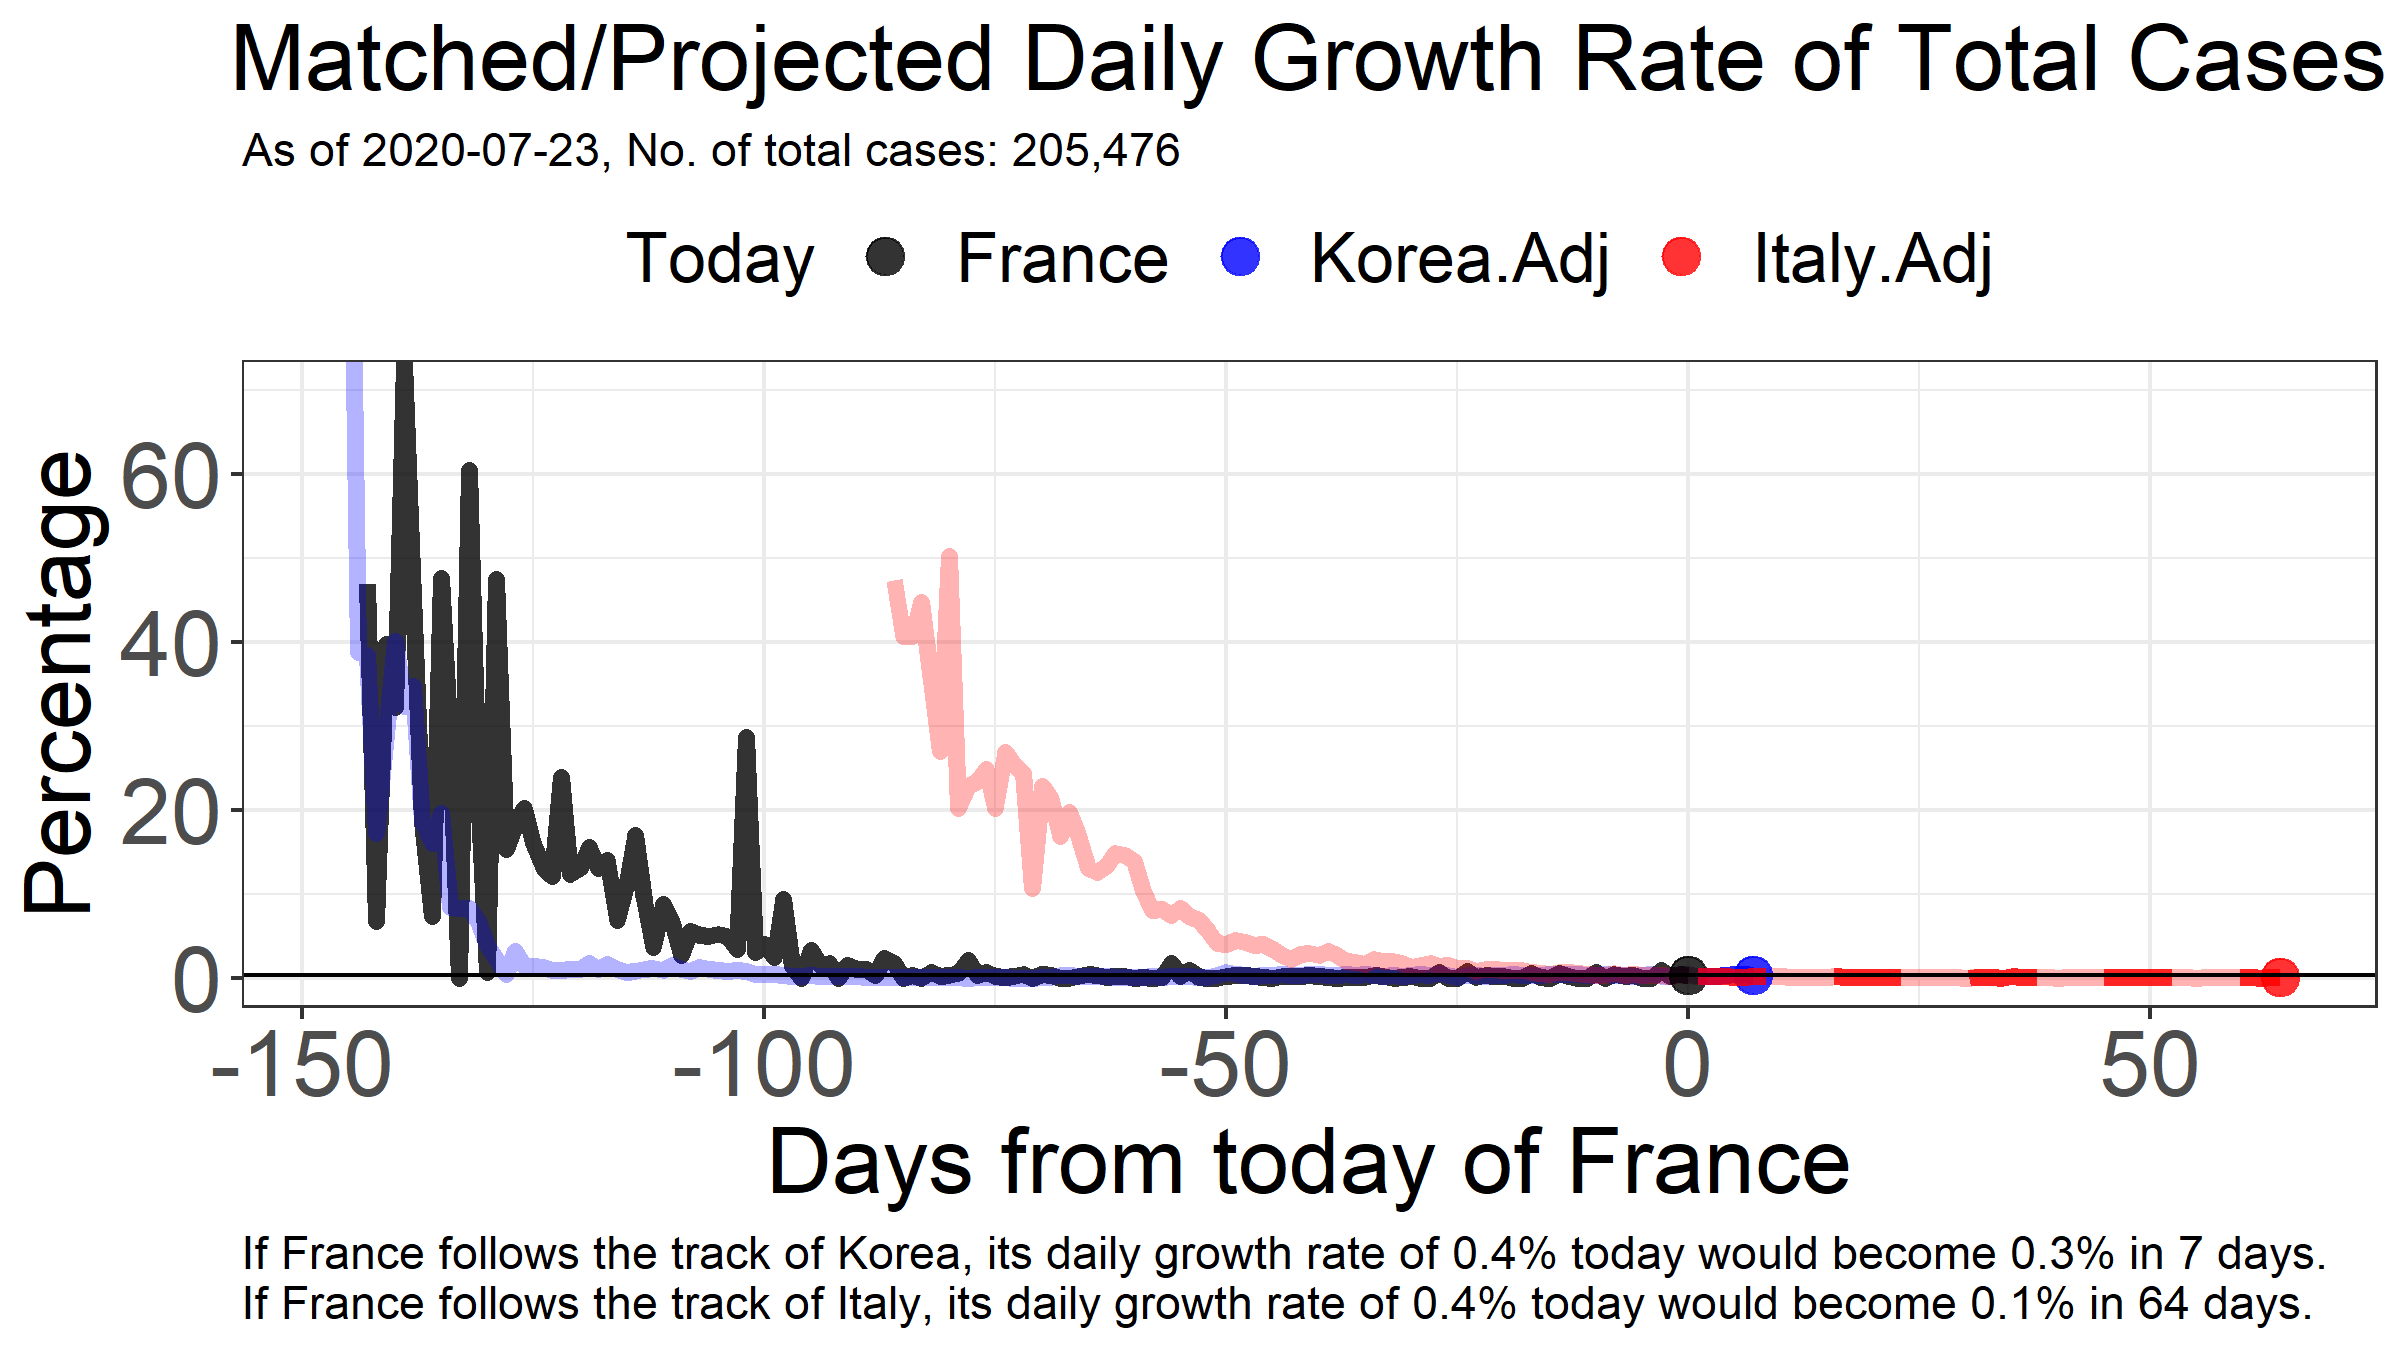 Matched/Projected Daily Growth Rate of Total Cases
As of 2020-07-23, No. of total cases: 205,476
Today France Korea.Adj Italy.Adj
Percentage
60
40
20
0
-150 -100 -50 0 50
Days from today of France
If France follows the track of Korea, its daily growth rate of 0.4% today would become 0.3% in 7 days.
If France follows the track of Italy, its daily growth rate of 0.4% today would become 0.1% in 64 days.